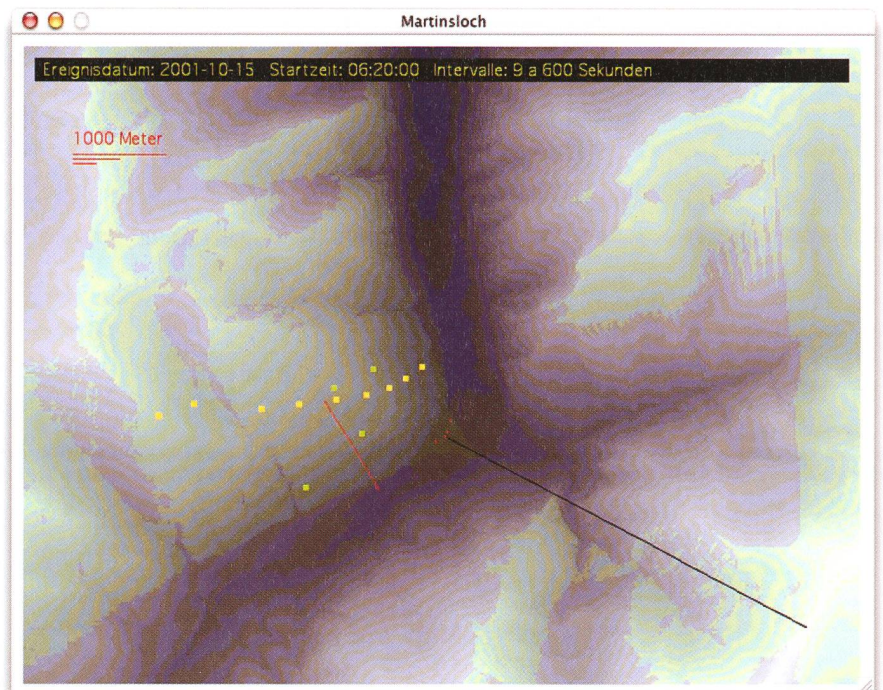 Martinsloch
Ereignisdatum: 2001-10-15 Startzeit: 06:20:00 Intervalle: 9 a 600 Sekunden
1000 Meter